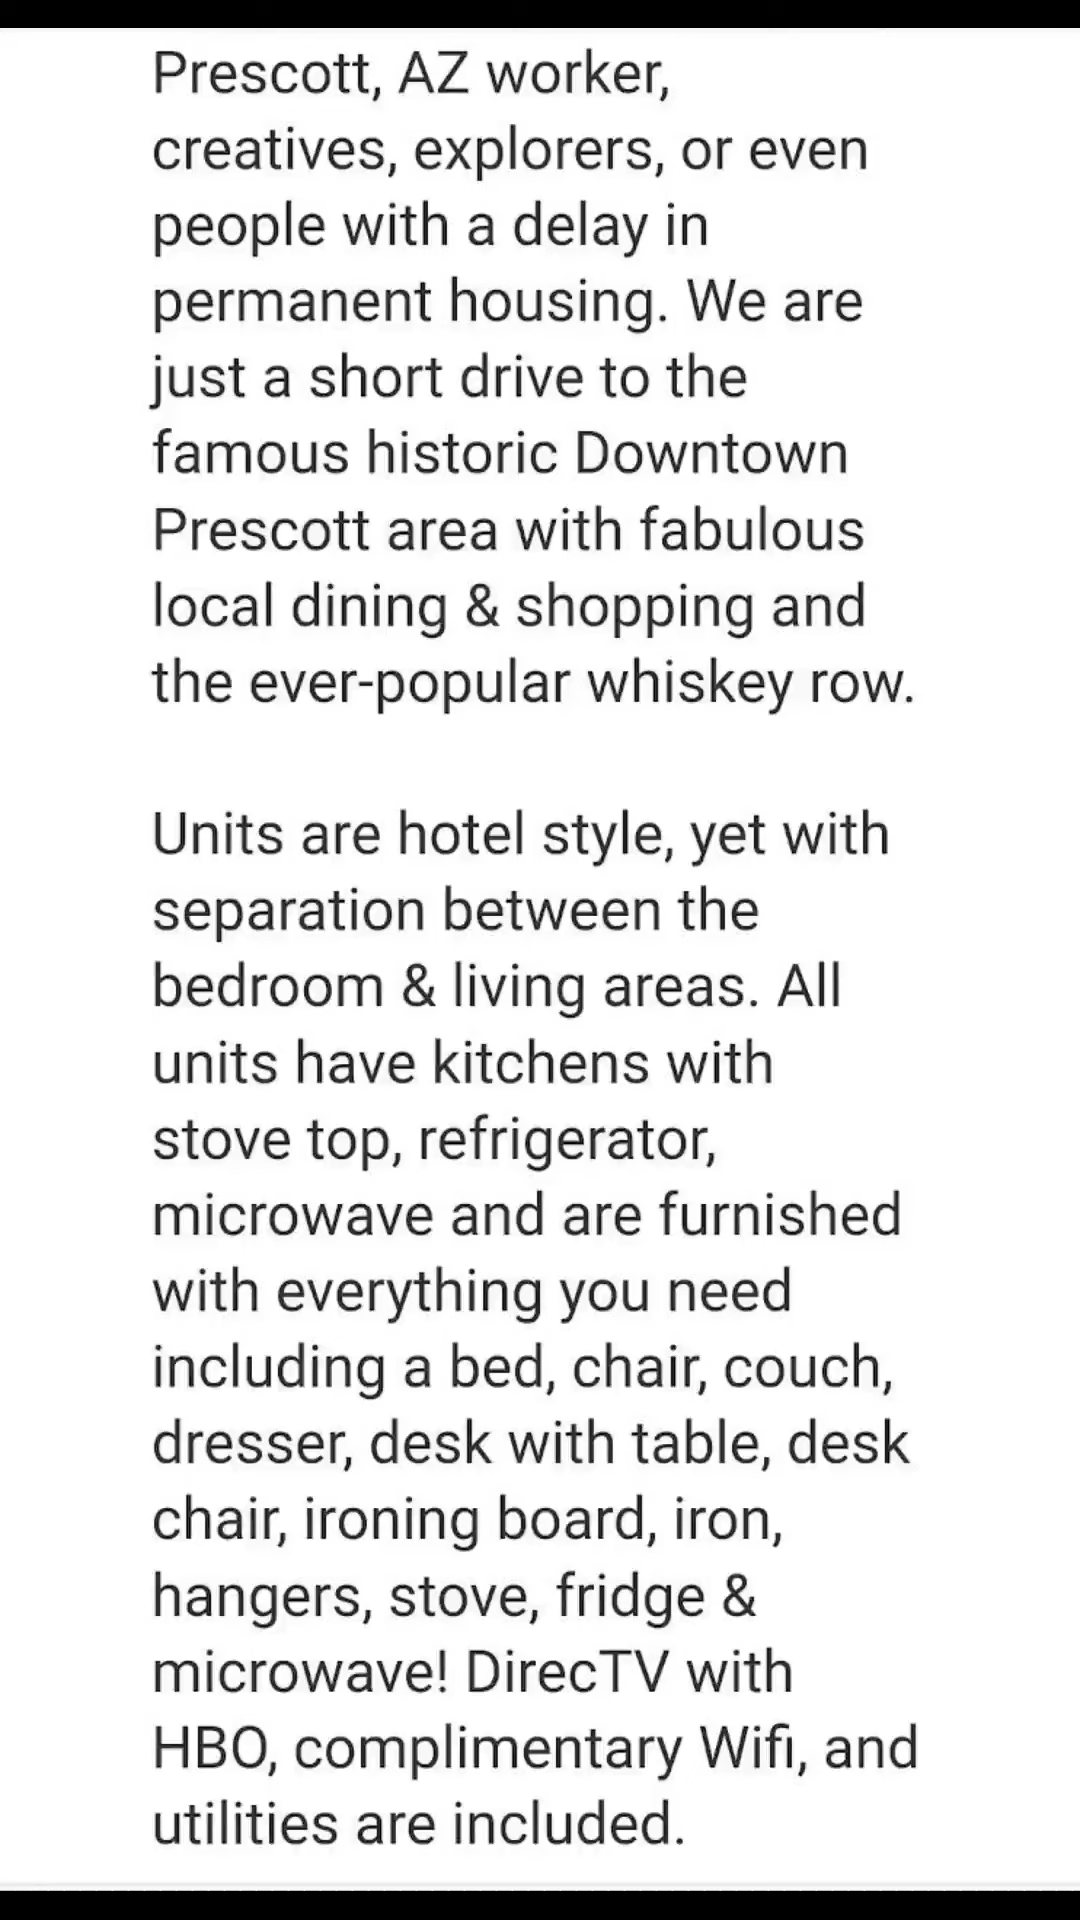 Prescott, AZ worker,
creatives, explorers, or even
people with a delay in
permanent housing. We are
just a short drive to the
famous historic Downtown
Prescott area with fabulous
local dining & shopping and
the ever-popular whiskey row.
Units are hotel style, yet with
separation between the
bedroom & living areas. All
units have kitchens with
stove top, refrigerator,
microwave and are furnished
with everything you need
including a bed, chair, couch,
dresser, desk with table, desk
chair, ironing board, iron,
hangers, stove, fridge &
microwave! DirecTV with
HBO, complimentary Wifi, and
utilities are included.